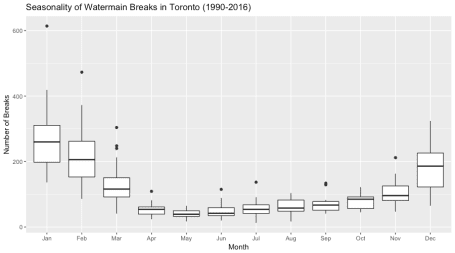 Seasonality of Watermain Breaks in Toronto (1990-2016)
600
400
200
0
Number of Breaks
Jan Feb Mar Apr May Jun Jul Aug Sep Oct Nov Dec
Month